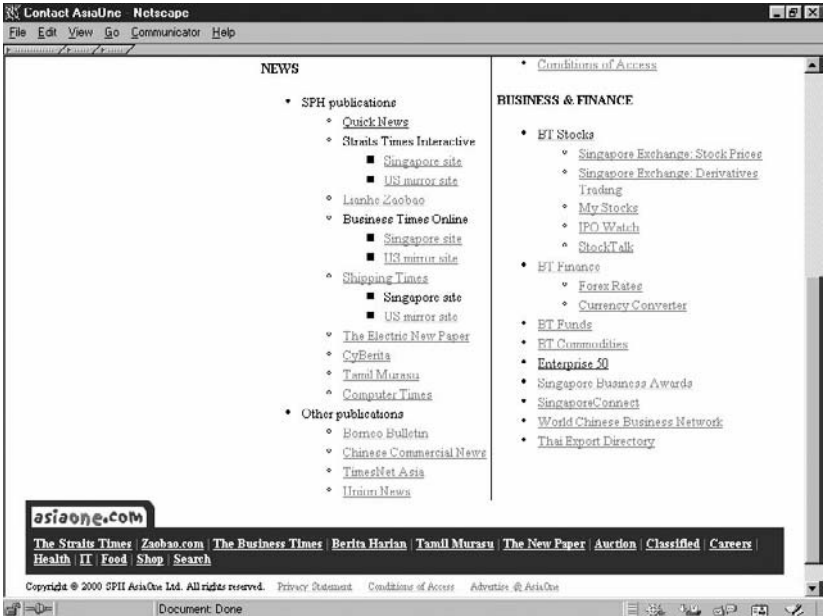 Contact AsiaOne - Netscape
File Edit View Go Communicator Help
NEWS
• SPH publications
Quick News
Straits Times Interactive
Singapore site
US mirror site
Lianhe Zaobao
Business Times Online
Singapore site
US mirror site
Shipping Times
Singapore site
US mirror site
The Electric New Paper
CyBerita
Tamil Murasu
Computer Times
• Other publications
Borneo Bulletin
Chinese Commercial News
TimesNet Asia
Union News
• Conditions of Access
BUSINESS & FINANCE
• BT Stocks
Singapore Exchange: Stock Prices
Singapore Exchange: Derivatives
Trading
My Stocks
IPO Watch
StockTalk
• BT Finance
Forex Rates
Currency Converter
• BT Funds
• BT Commodities
• Enterprise 50
• Singapore Business Awards
• SingaporeConnect
• World Chinese Business Network
• Thai Export Directory
asiaone.com
The Straits Times | Zaobao.com | The Business Times | Berita Harian | Tamil Murasu | The New Paper | Auction | Classified | Careers |
Health | IT | Food | Shop | Search
Copyright © 2000 SPH AsiaOne Ltd. All rights reserved. Privacy Statement Conditions of Access Advertise @ AsiaOne
Document: Done